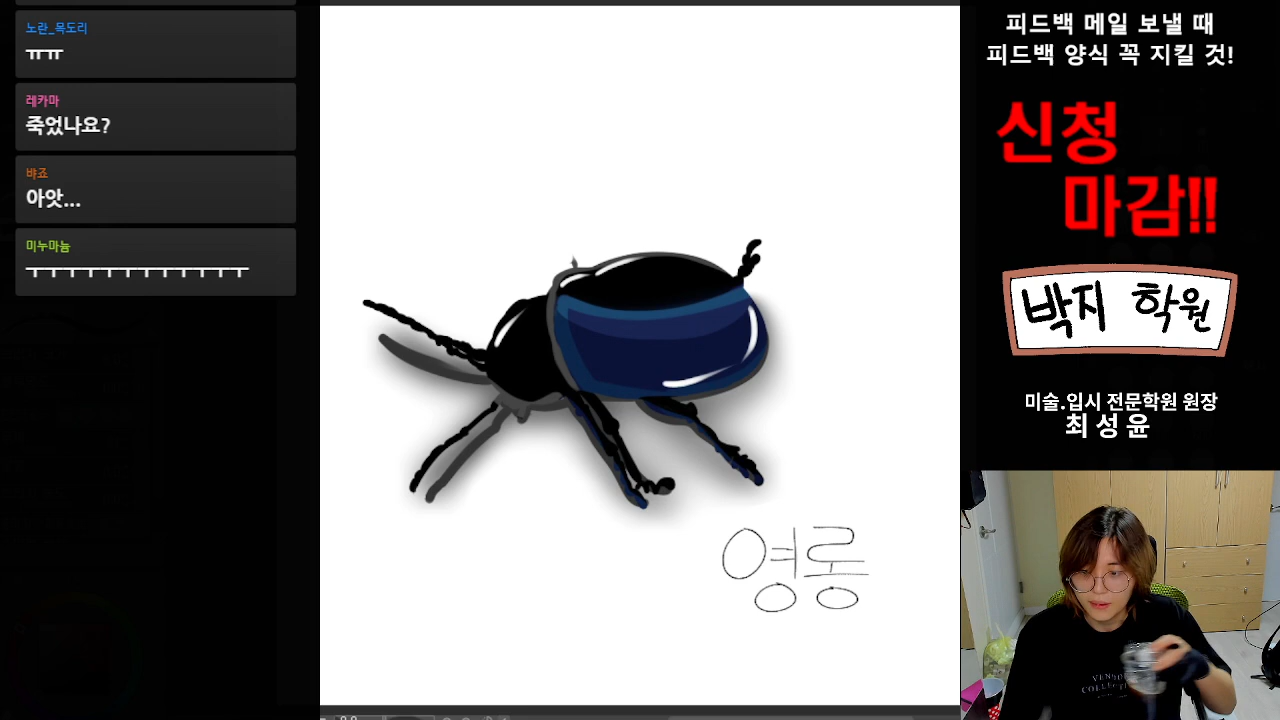 노란_목도리
ㅠㅠ
레카마
죽었나요?
뱌죠
아앗...
미누마늄
ㅜㅜㅜㅜㅜㅜㅜㅜㅜㅜㅜㅜ
영롱
피드백 메일 보낼 때
피드백 양식 꼭 지킬 것!
신청
마감!!
박지 학원
미술.입시 전문학원 원장
최성윤